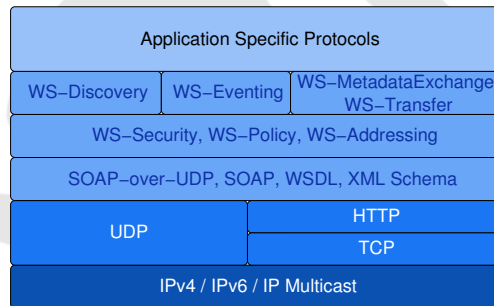 Application Specific Protocols
WS−Discovery
WS−Eventing
WS−MetadataExchange
WS−Transfer
WS−Security, WS−Policy, WS−Addressing
SOAP−over−UDP, SOAP, WSDL, XML Schema
UDP
HTTP
TCP
IPv4 / IPv6 / IP Multicast